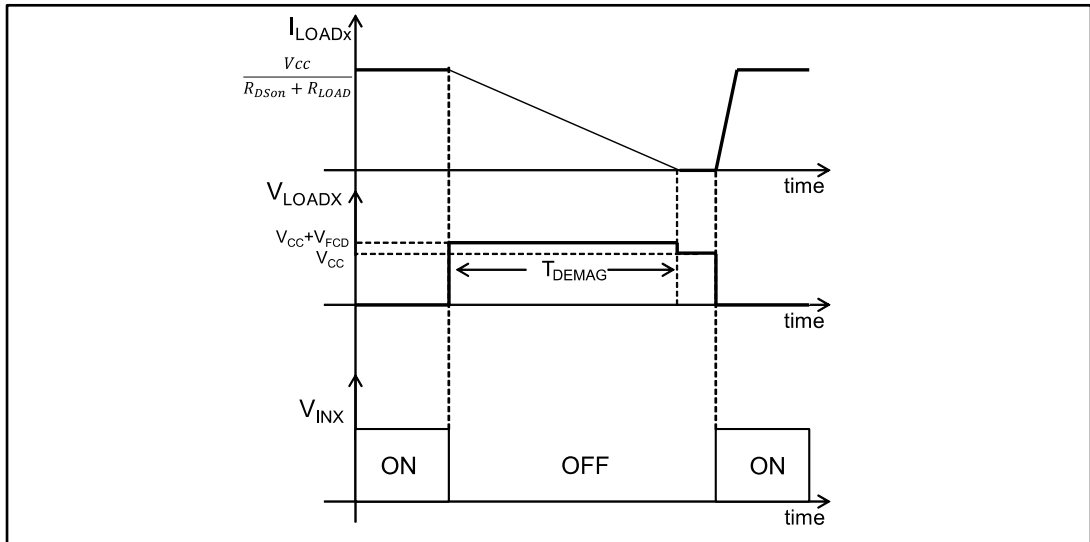 I_LOADx
Vcc
R_DSon + R_LOAD
time
V_LOADX
V_CC+V_FCD
V_CC
T_DEMAG
time
V_INX
ON
OFF
ON
time